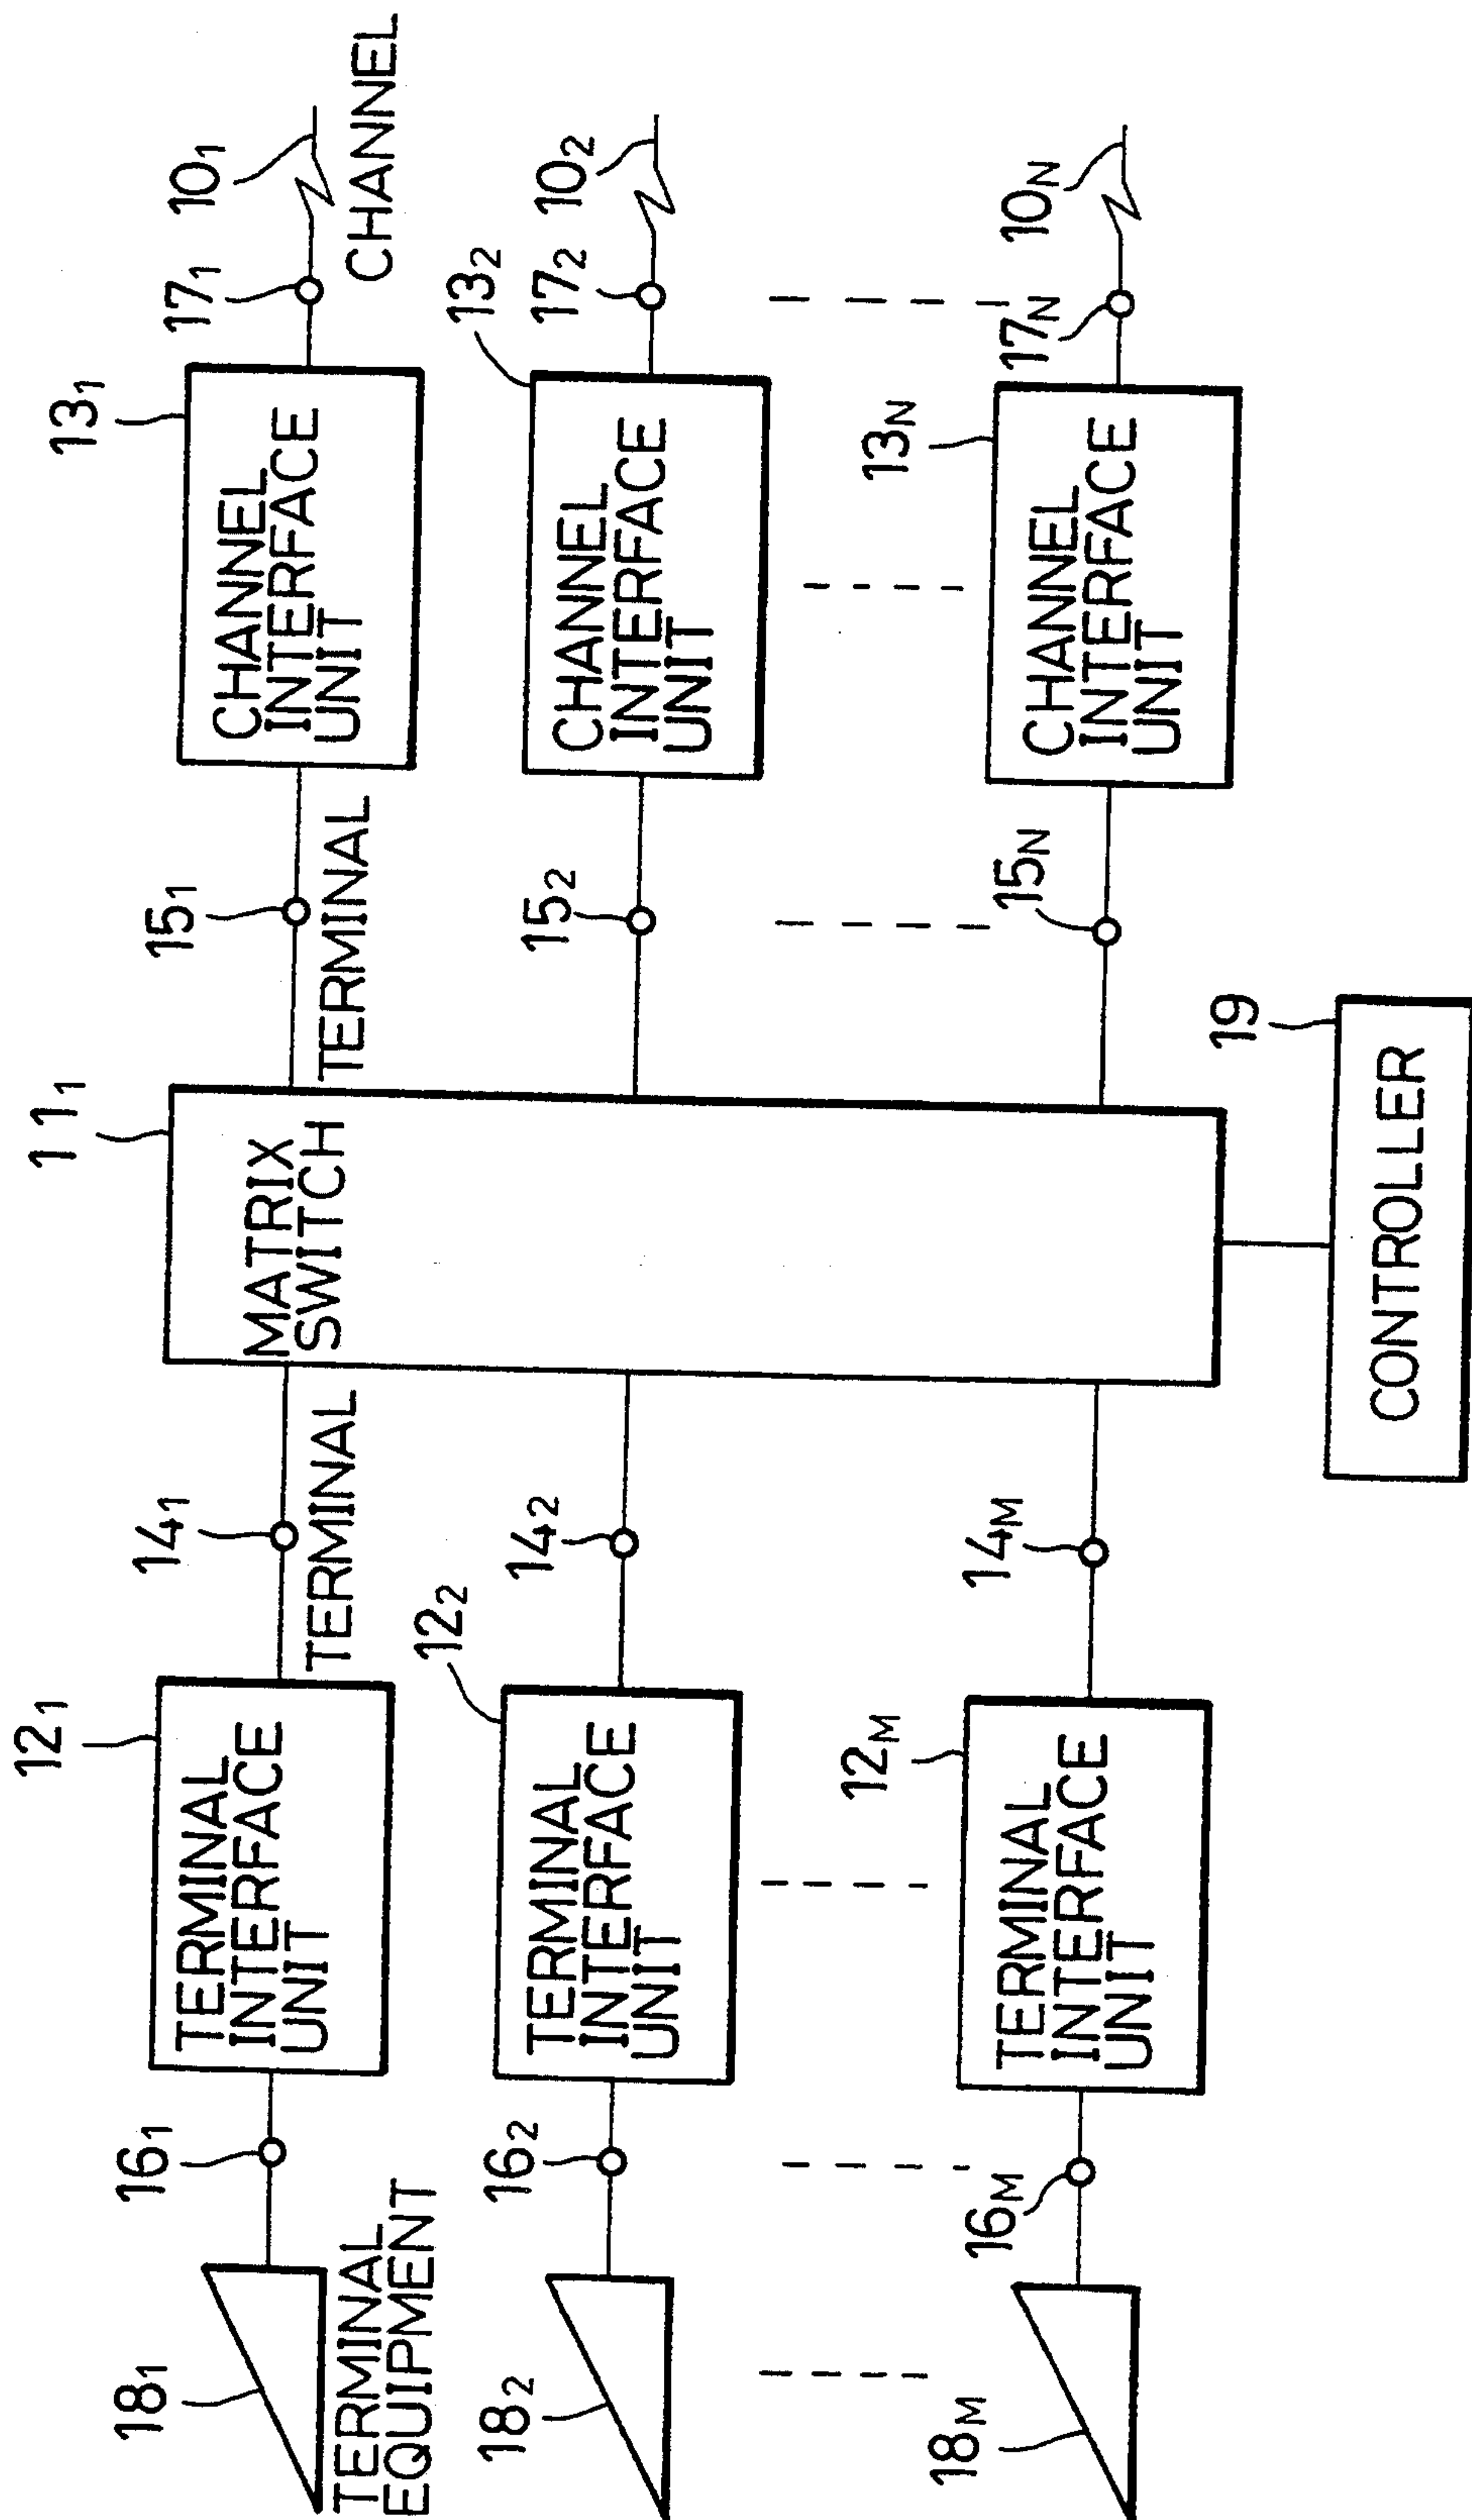 18₁
TERMINAL
EQUIPMENT
16₁
12₁
TERMINAL
INTERFACE
UNIT
14₁
TERMINAL
11₁
MATRIX
SWITCH
15₁
TERMINAL
13₁
CHANNEL
INTERFACE
UNIT
17₁
10₁
CHANNEL
18₂
16₂
12₂
TERMINAL
INTERFACE
UNIT
14₂
15₂
13₂
CHANNEL
INTERFACE
UNIT
17₂
10₂
18M
16M
12M
TERMINAL
INTERFACE
UNIT
14M
15N
13N
CHANNEL
INTERFACE
UNIT
17N
10N
19
CONTROLLER